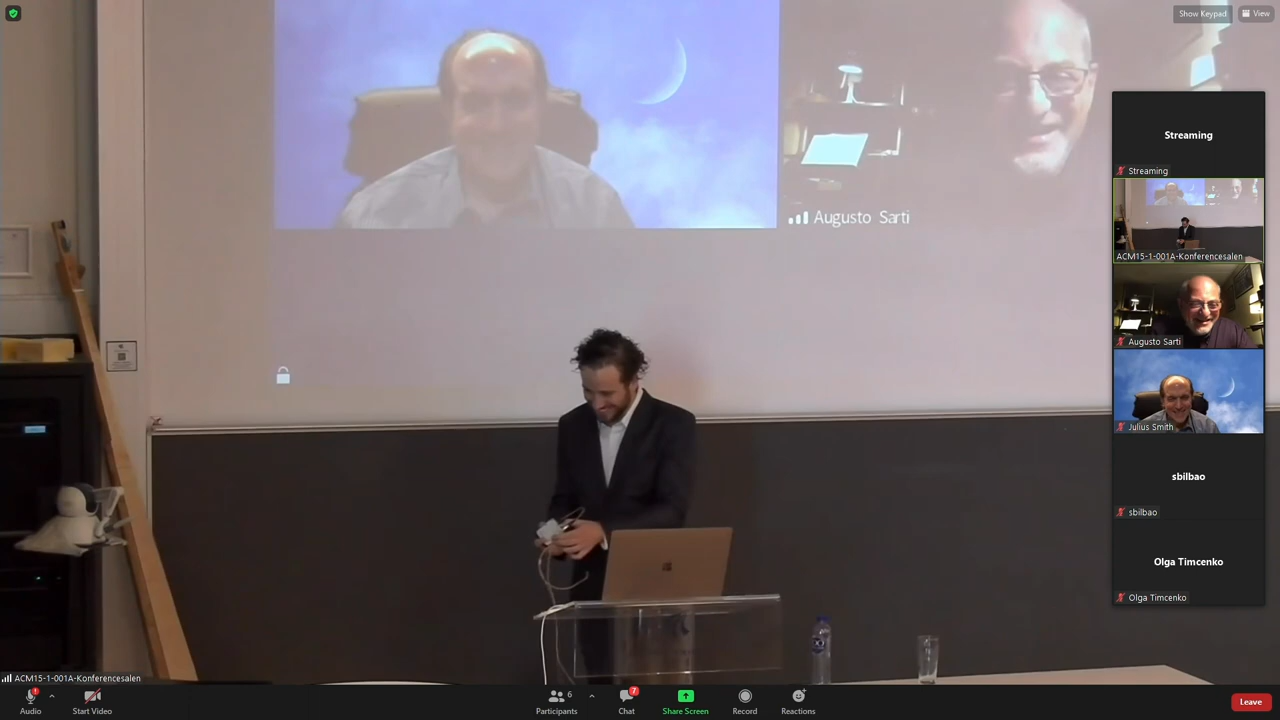 Show Keypad
View
Streaming
Streaming
ACM15-1-001A-Konferencesalen
Augusto Sarti
Augusto Sarti
Julius Smith
sbilbao
sbilbao
Olga Timcenko
Olga Timcenko
ACM15-1-001A-Konferencesalen
1
Audio
Start Video
6
Participants
7
Chat
Share Screen
Record
Reactions
Leave